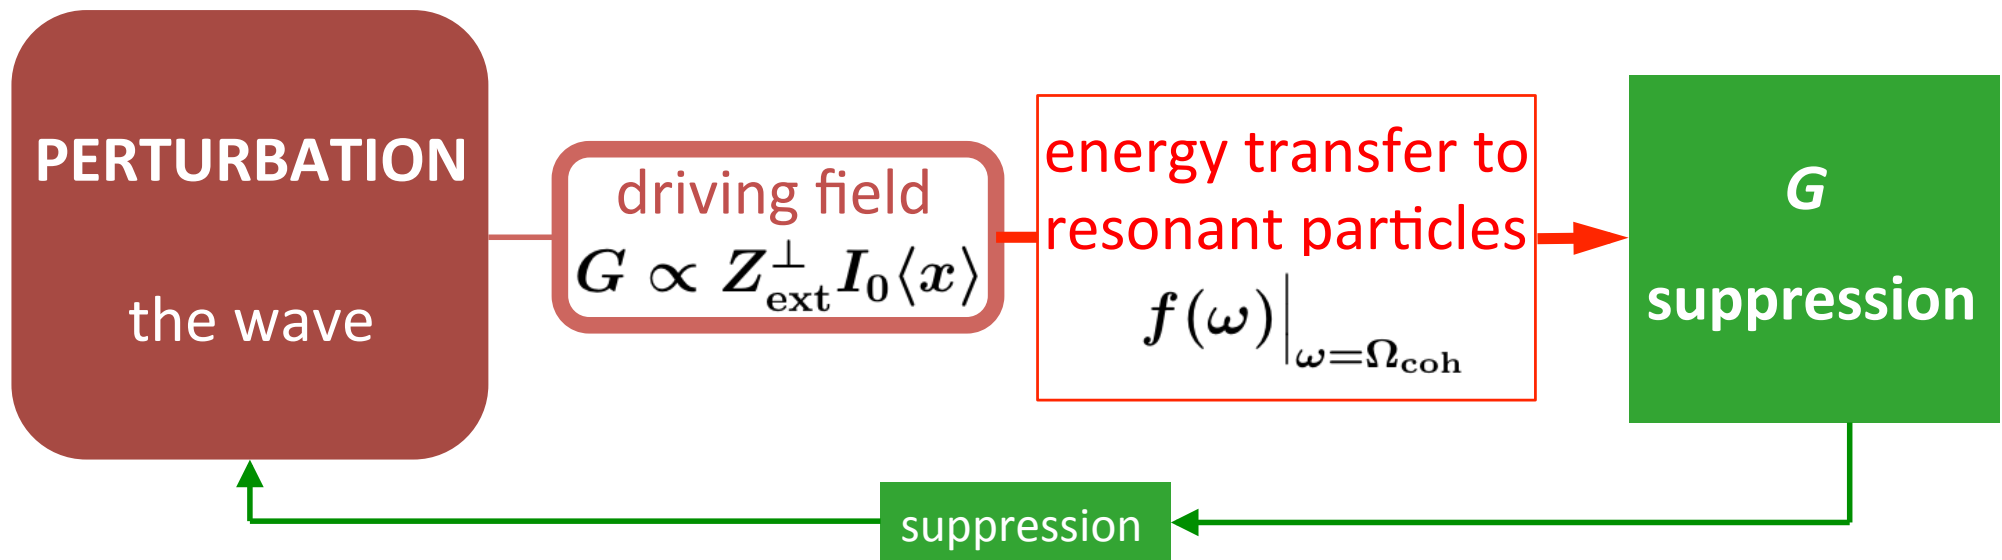 PERTURBATION
the wave
driving field
G ∝ Z⊥ext I0⟨x⟩
energy transfer to
resonant particles
f(ω)|ω=Ωcoh
G
suppression
suppression